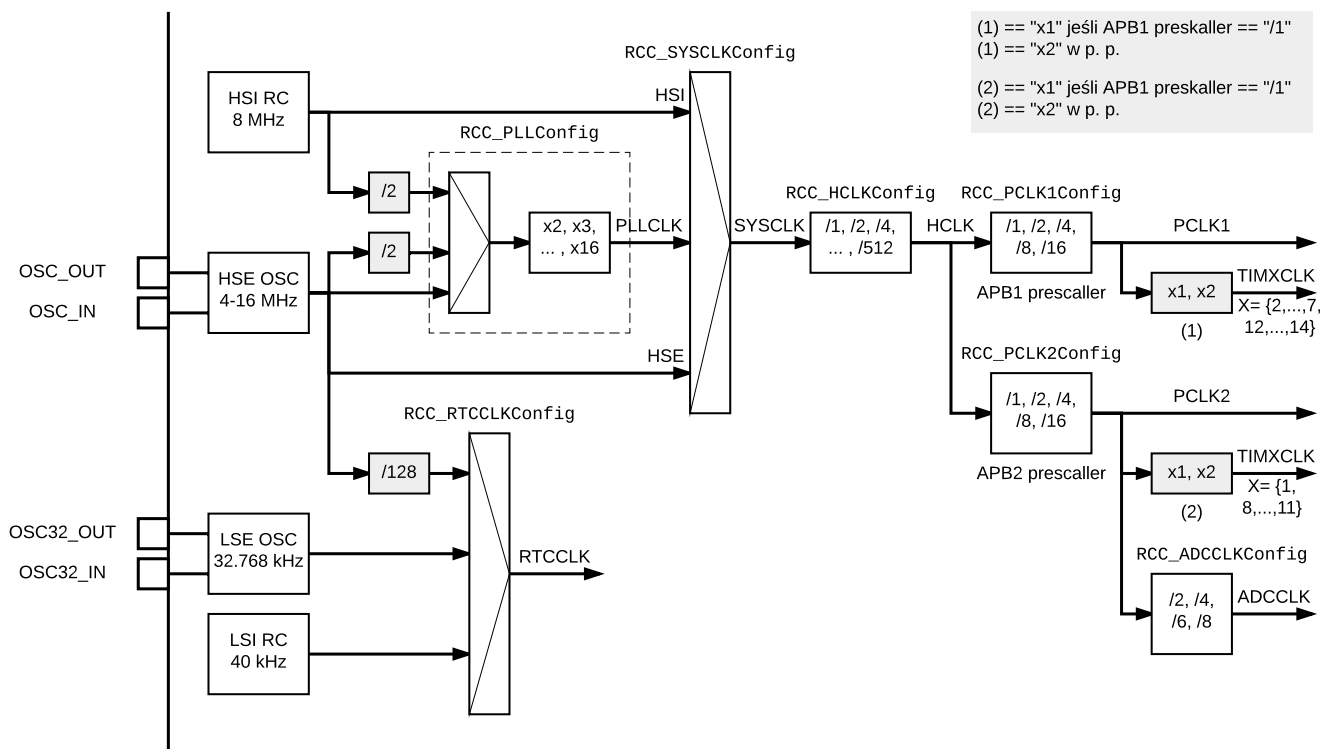 (1) == "x1" jeśli APB1 preskaller == "/1"
(1) == "x2" w p. p.
(2) == "x1" jeśli APB1 preskaller == "/1"
(2) == "x2" w p. p.
RCC_SYSCLKConfig
HSI RC
8 MHz
HSI
RCC_PLLConfig
/2
x2, x3,
... , x16
PLLCLK
/2
OSC_OUT
OSC_IN
HSE OSC
4-16 MHz
HSE
SYSCLK
RCC_HCLKConfig
/1, /2, /4,
... , /512
HCLK
RCC_PCLK1Config
/1, /2, /4,
/8, /16
APB1 prescaller
PCLK1
x1, x2
(1)
TIMXCLK
X= {2,...,7,
12,...,14}
RCC_PCLK2Config
/1, /2, /4,
/8, /16
APB2 prescaller
PCLK2
x1, x2
(2)
TIMXCLK
X= {1,
8,...,11}
RCC_ADCCLKConfig
/2, /4,
/6, /8
ADCCLK
RCC_RTCCLKConfig
/128
OSC32_OUT
OSC32_IN
LSE OSC
32.768 kHz
RTCCLK
LSI RC
40 kHz